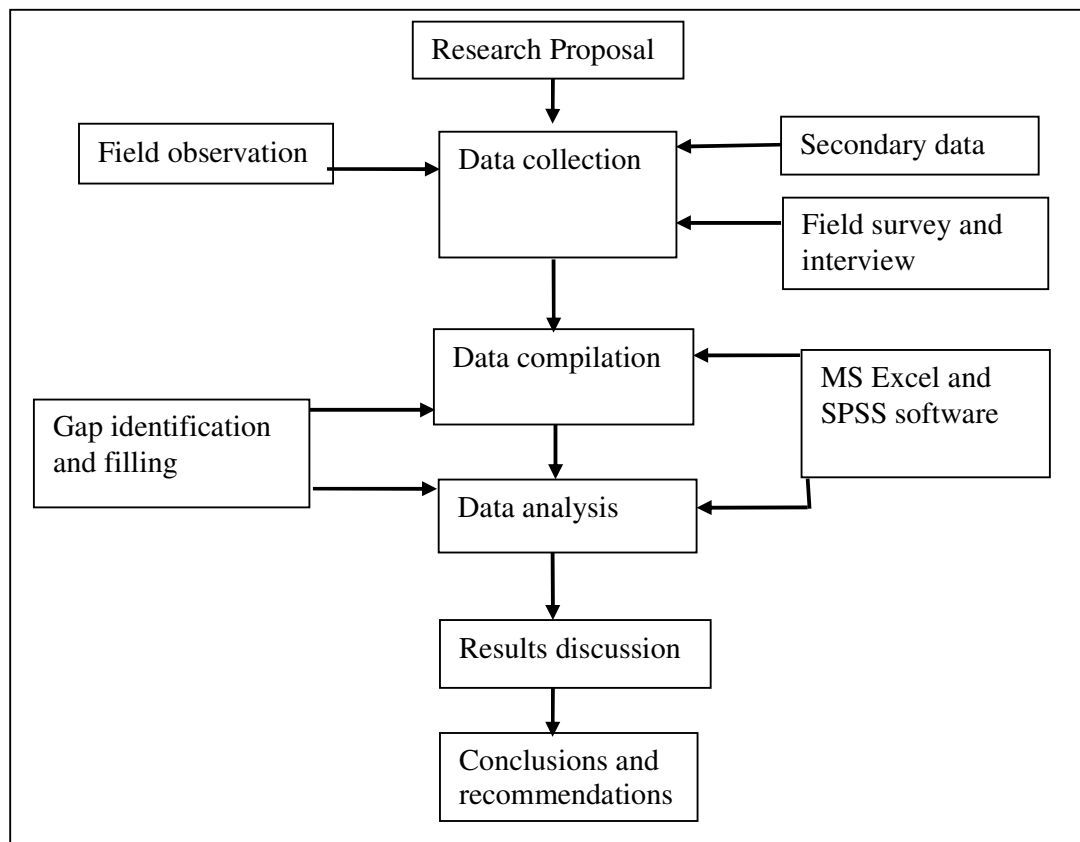 Research Proposal
Field observation
Data collection
Secondary data
Field survey and
interview
Data compilation
MS Excel and
SPSS software
Gap identification
and filling
Data analysis
Results discussion
Conclusions and
recommendations